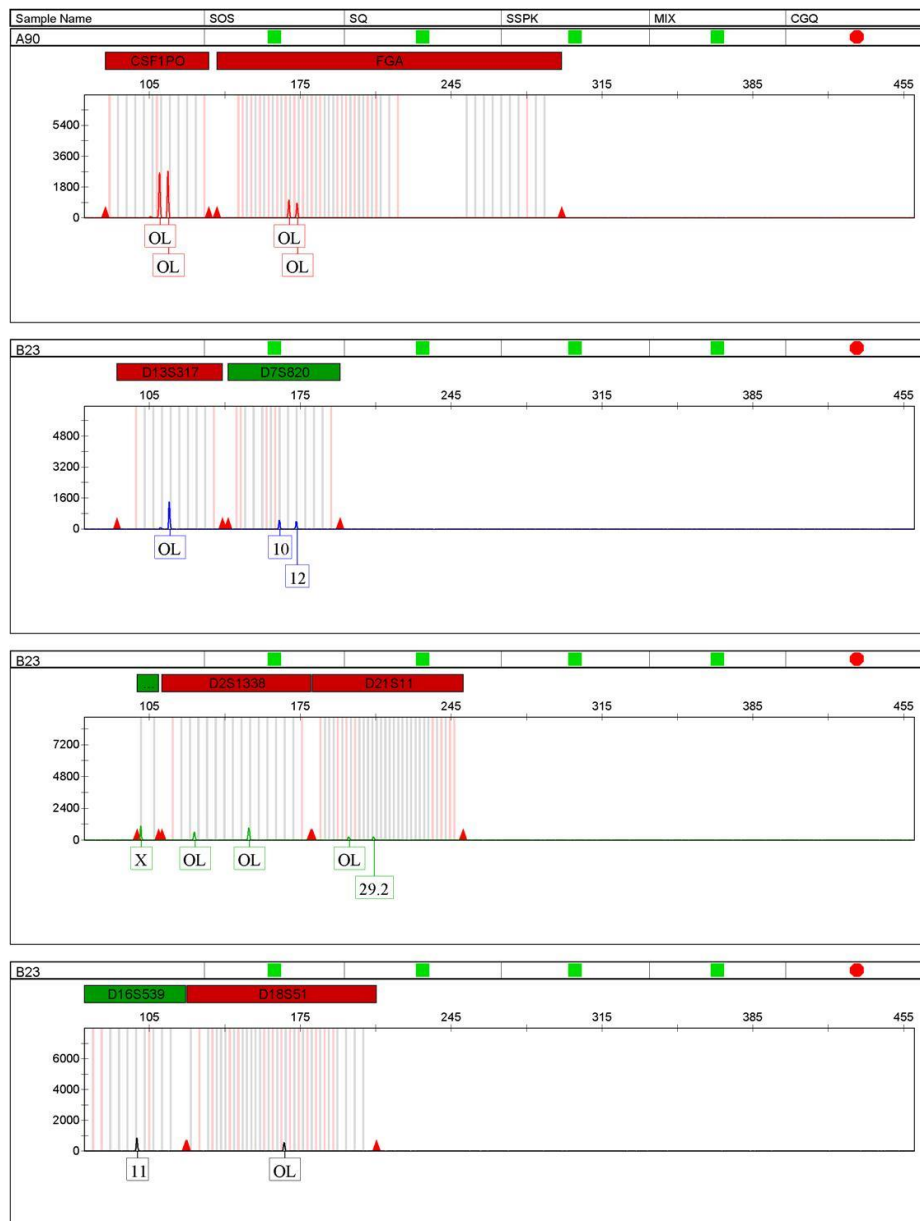 Sample Name SOS SQ SSPK MIX CGQ
A90
CSF1PO FGA
105 175 245 315 385 455
5400
3600
1800
0
OL OL
OL OL
B23
D13S317 D7S820
105 175 245 315 385 455
4800
3200
1600
0
OL 10
12
B23
D2S1338 D21S11
105 175 245 315 385 455
7200
4800
2400
0
X OL OL OL
29.2
B23
D16S539 D18S51
105 175 245 315 385 455
6000
4000
2000
0
11 OL